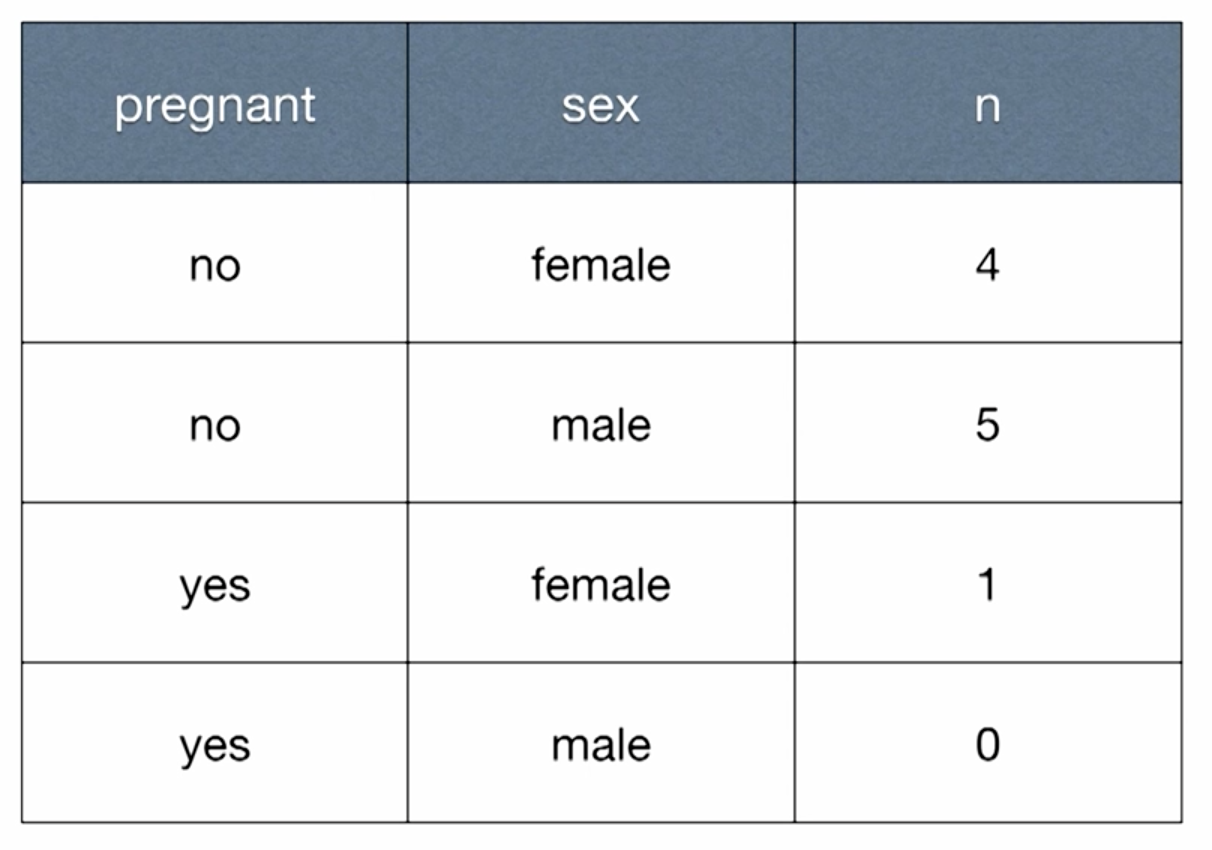 pregnant sex n
no female 4
no male 5
yes female 1
yes male 0